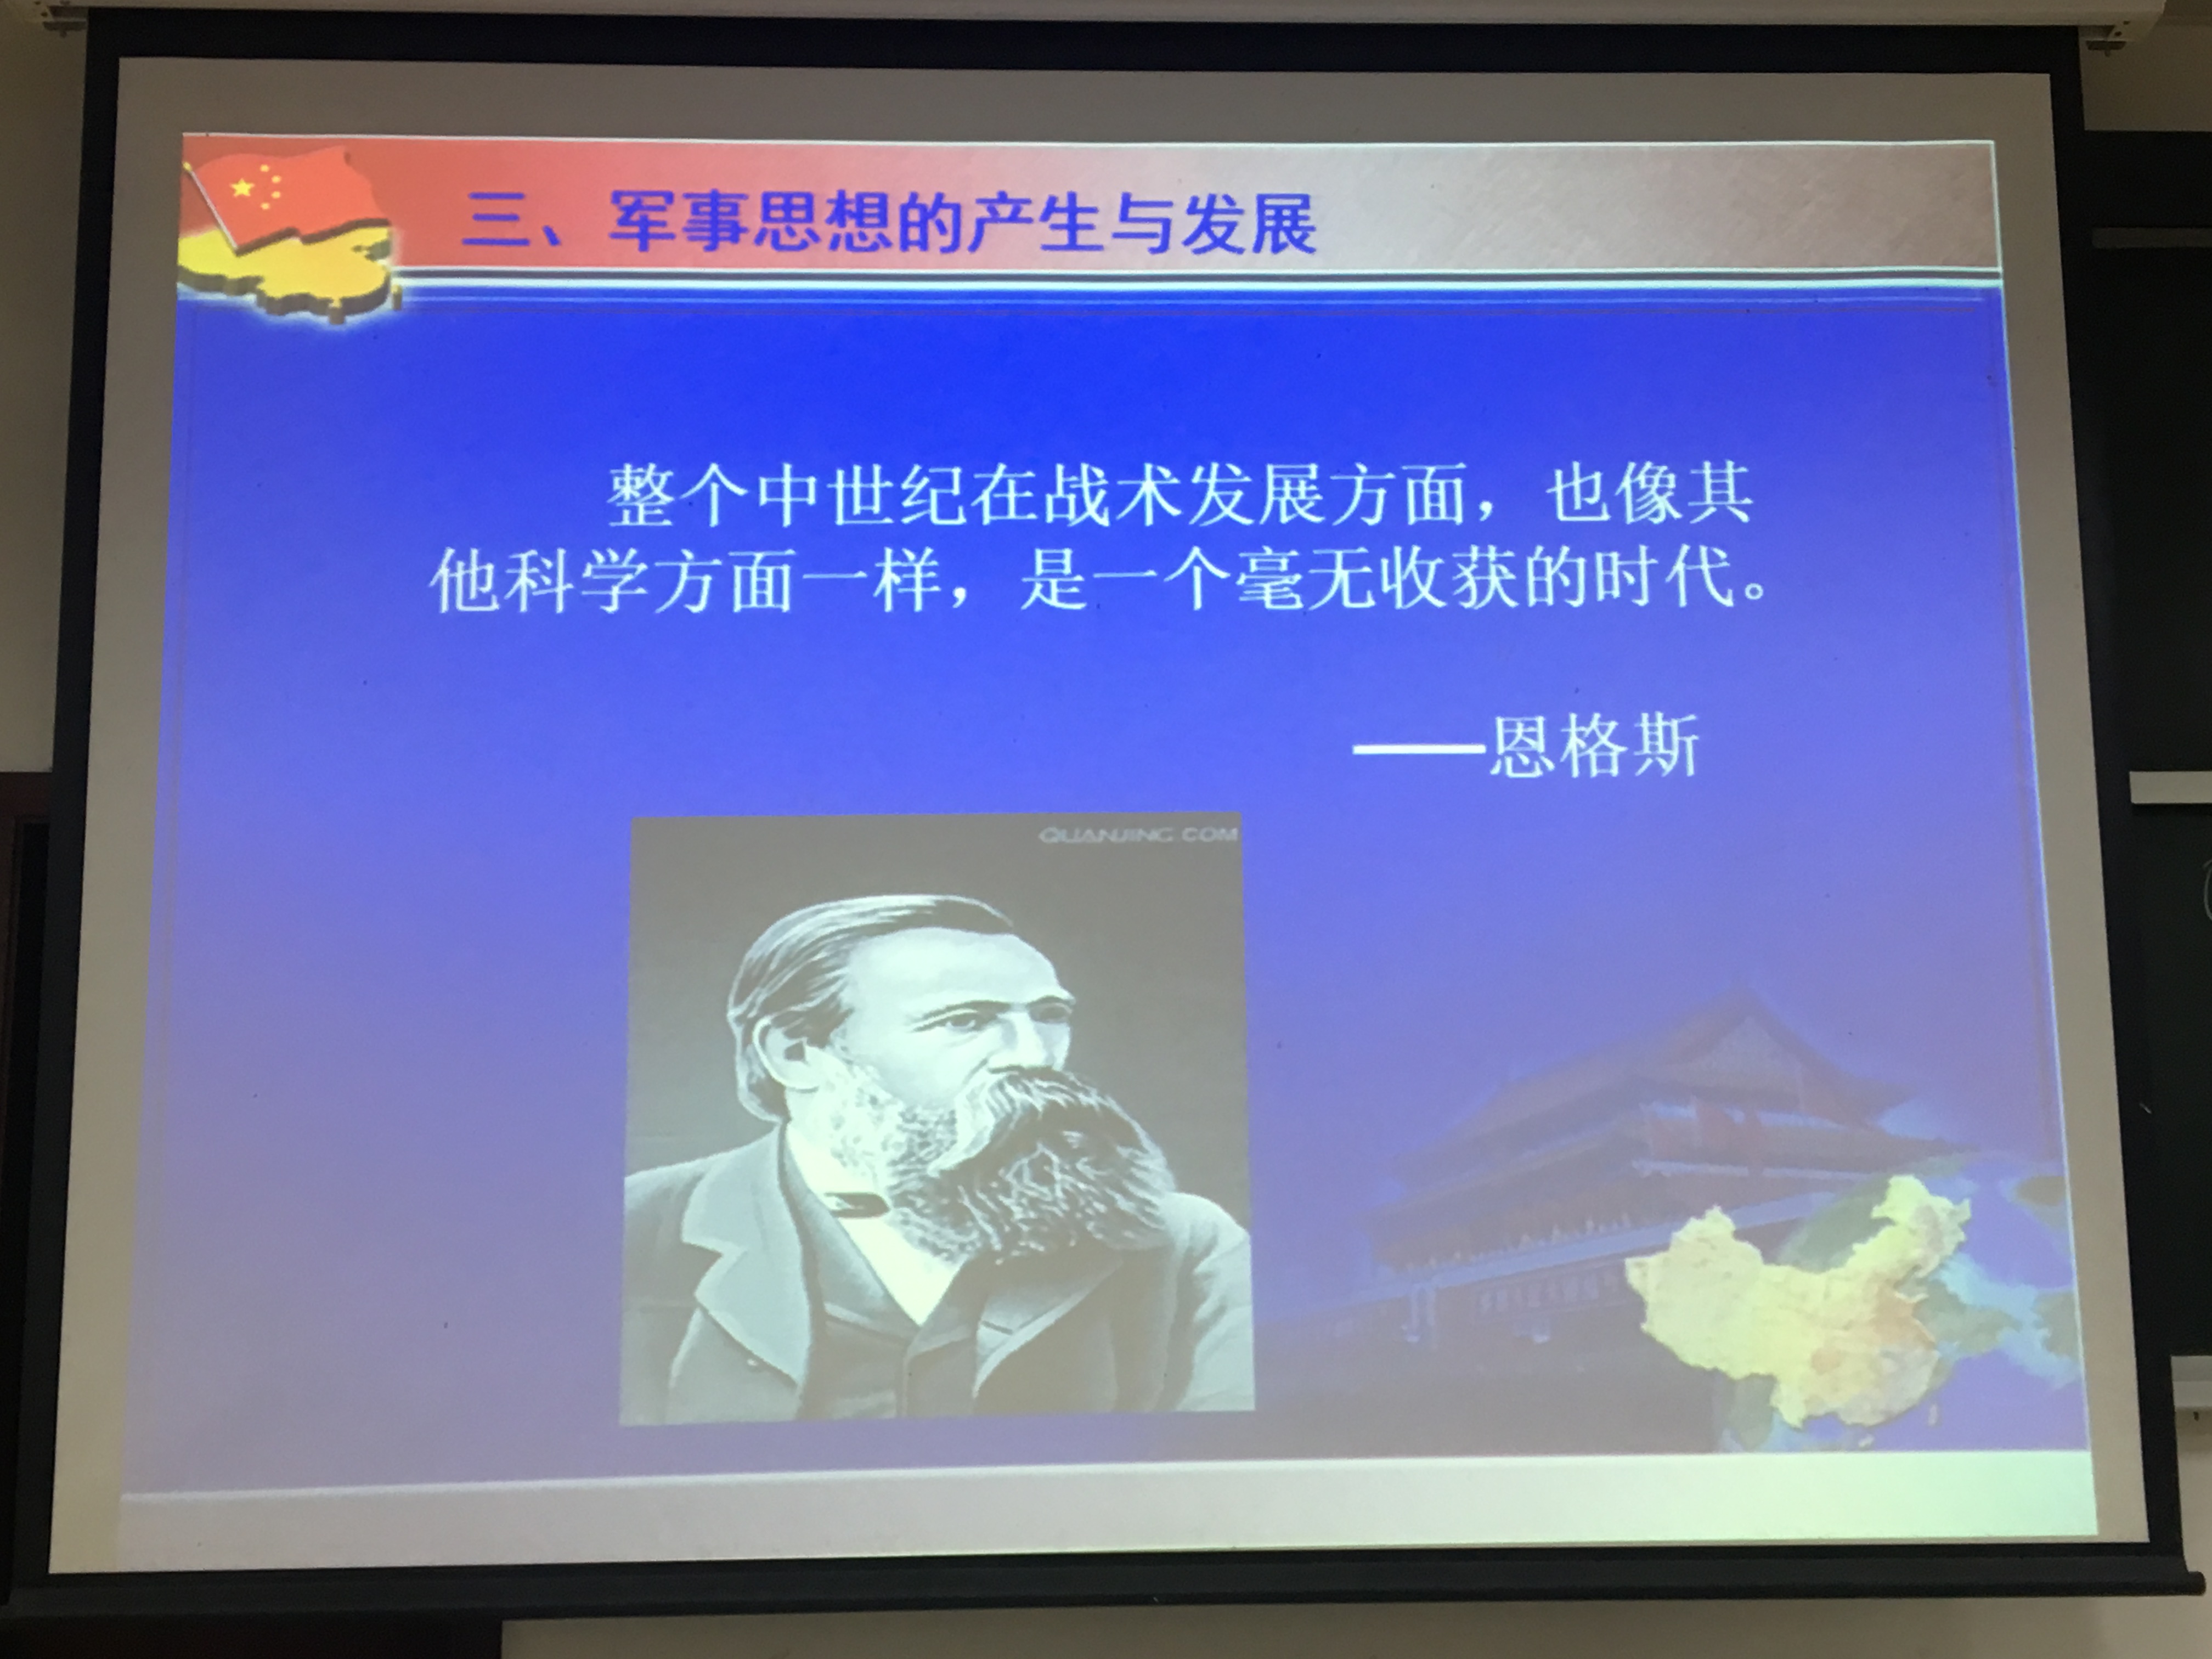 三、军事思想的产生与发展
整个中世纪在战术发展方面，也像其
他科学方面一样，是一个毫无收获的时代。
——恩格斯
QUANJING.COM